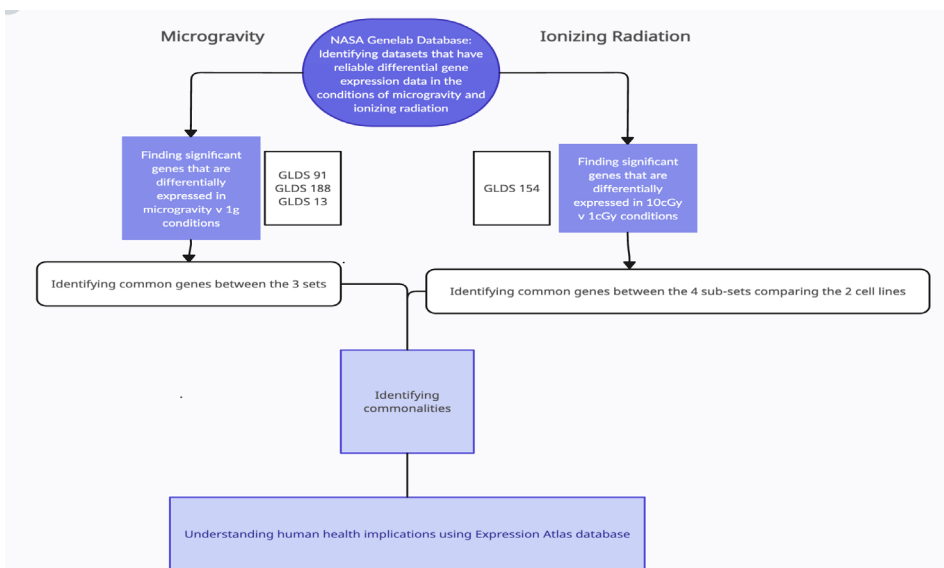 Microgravity
NASA Genelab Database:
Identifying datasets that have
reliable differential gene
expression data in the
conditions of microgravity and
ionizing radiation
Ionizing Radiation
Finding significant
genes that are
differentially
expressed in
microgravity v 1g
conditions
GLDS 91
GLDS 188
GLDS 13
GLDS 154
Finding significant
genes that are
differentially
expressed in 10cGy
v 1cGy conditions
Identifying common genes between the 3 sets
Identifying common genes between the 4 sub-sets comparing the 2 cell lines
Identifying
commonalities
Understanding human health implications using Expression Atlas database